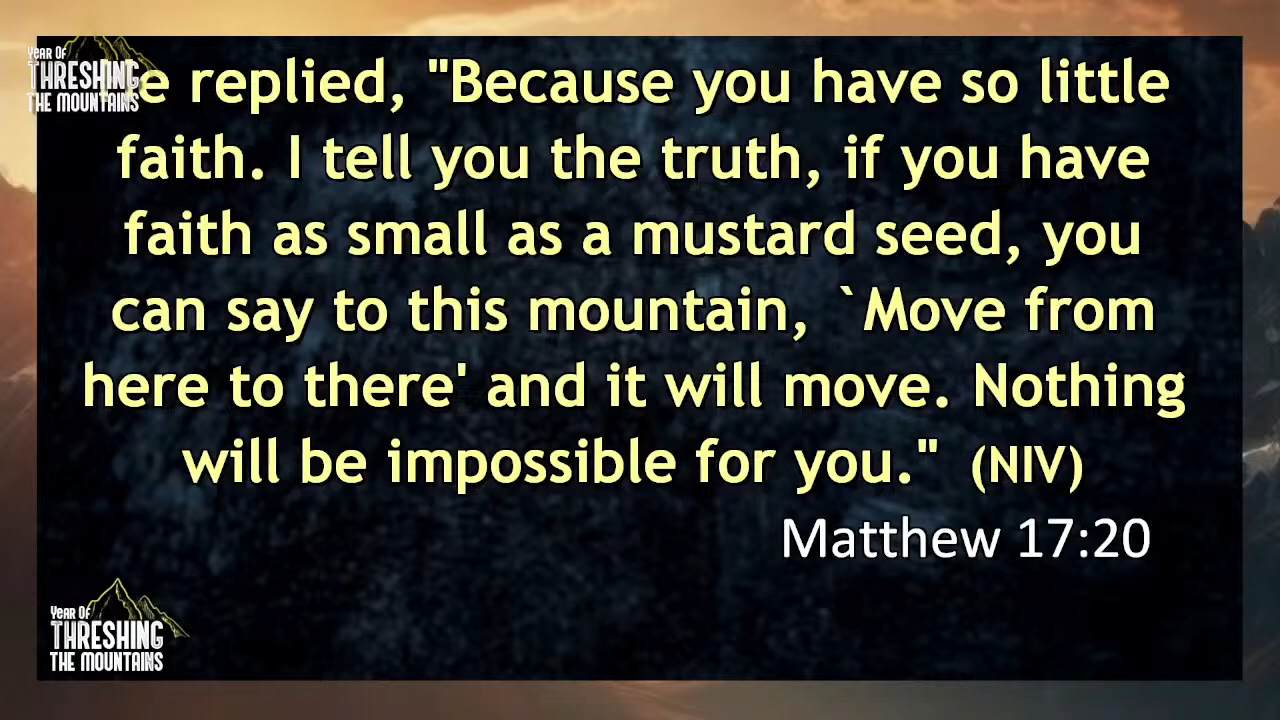 Year Of
THRESHING
THE MOUNTAINS
e replied, "Because you have so little
faith. I tell you the truth, if you have
faith as small as a mustard seed, you
can say to this mountain, `Move from
here to there' and it will move. Nothing
will be impossible for you." (NIV)
Matthew 17:20
Year Of
THRESHING
THE MOUNTAINS